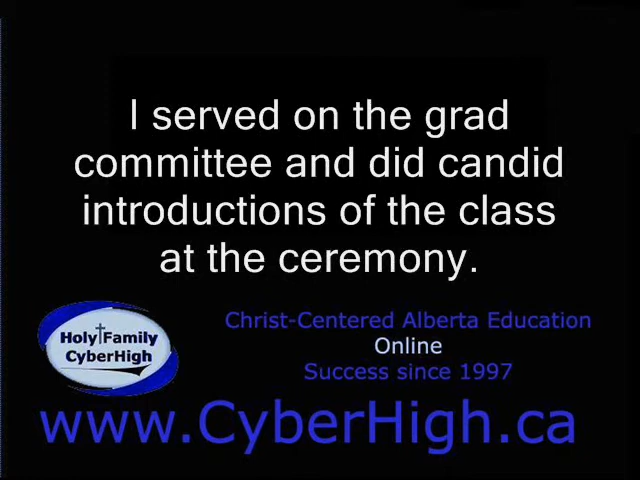 I served on the grad
committee and did candid
introductions of the class
at the ceremony.
Holy Family
CyberHigh
Christ-Centered Alberta Education
Online
Success since 1997
www.CyberHigh.ca